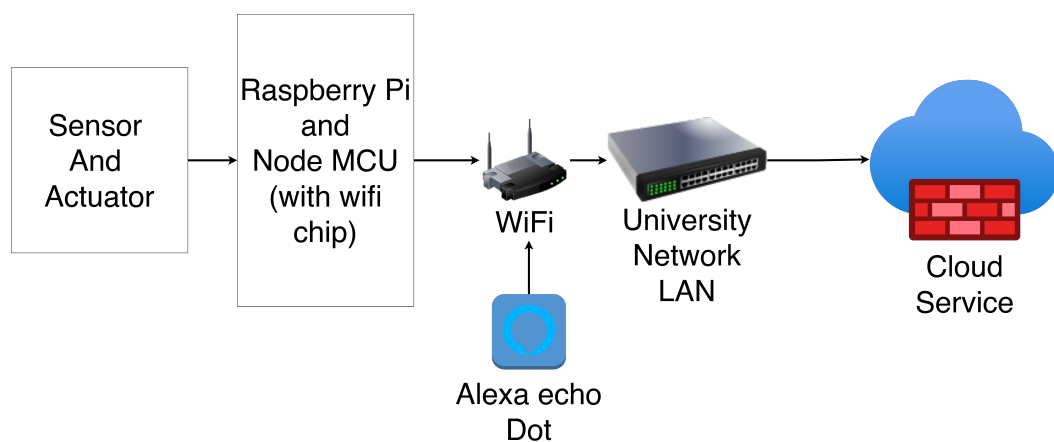 Sensor
And
Actuator
Raspberry Pi
and
Node MCU
(with wifi
chip)
WiFi
University
Network
LAN
Cloud
Service
Alexa echo
Dot